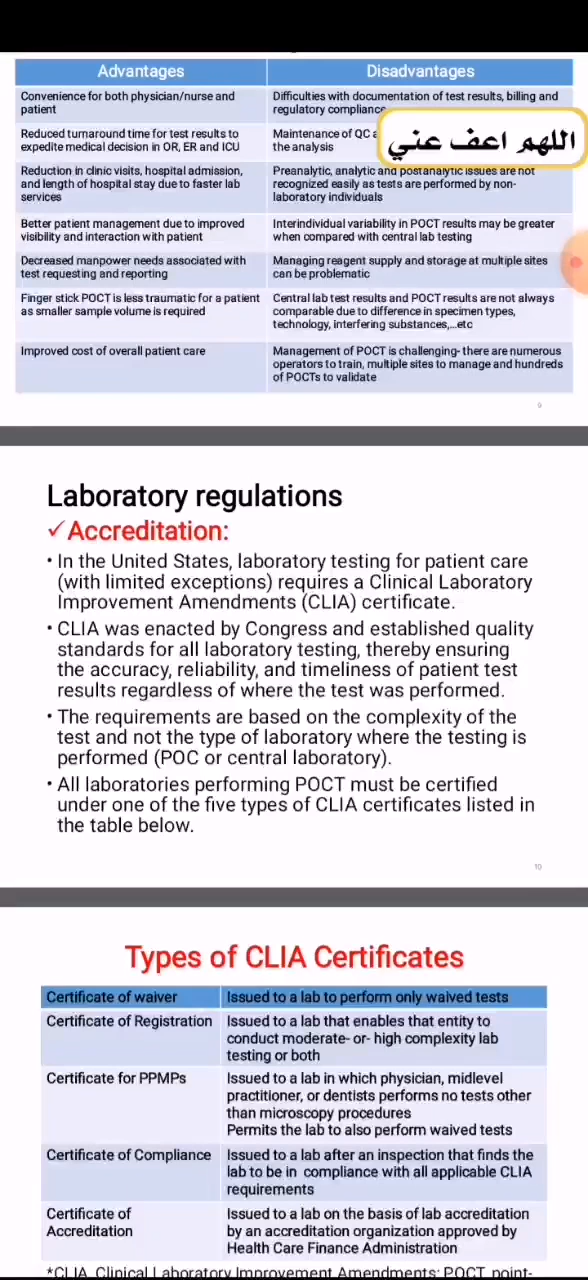 Advantages
Disadvantages
Convenience for both physician/nurse and
patient
Difficulties with documentation of test results, billing and
regulatory compliance
Reduced turnaround time for test results to
expedite medical decision in OR, ER and ICU
Maintenance of QC
the analysis
اللهم اعف عني
Reduction in clinic visits, hospital admission,
and length of hospital stay due to faster lab
services
Preanalytic, analytic and postanalytic issues are not
recognized easily as tests are performed by non-
laboratory individuals
Better patient management due to improved
visibility and interaction with patient
Interindividual variability in POCT results may be greater
when compared with central lab testing
Decreased manpower needs associated with
test requesting and reporting
Managing reagent supply and storage at multiple sites
can be problematic
Finger stick POCT is less traumatic for a patient
as smaller sample volume is required
Central lab test results and POCT results are not always
comparable due to difference in specimen types,
technology, interfering substances,...etc
Improved cost of overall patient care
Management of POCT is challenging- there are numerous
operators to train, multiple sites to manage and hundreds
of POCTs to validate
9
Laboratory regulations
✓Accreditation:
• In the United States, laboratory testing for patient care
(with limited exceptions) requires a Clinical Laboratory
Improvement Amendments (CLIA) certificate.
• CLIA was enacted by Congress and established quality
standards for all laboratory testing, thereby ensuring
the accuracy, reliability, and timeliness of patient test
results regardless of where the test was performed.
• The requirements are based on the complexity of the
test and not the type of laboratory where the testing is
performed (POC or central laboratory).
• All laboratories performing POCT must be certified
under one of the five types of CLIA certificates listed in
the table below.
10
Types of CLIA Certificates
Certificate of waiver
Issued to a lab to perform only waived tests
Certificate of Registration
Issued to a lab that enables that entity to
conduct moderate- or- high complexity lab
testing or both
Certificate for PPMPs
Issued to a lab in which physician, midlevel
practitioner, or dentists performs no tests other
than microscopy procedures
Permits the lab to also perform waived tests
Certificate of Compliance
Issued to a lab after an inspection that finds the
lab to be in compliance with all applicable CLIA
requirements
Certificate of
Accreditation
Issued to a lab on the basis of lab accreditation
by an accreditation organization approved by
Health Care Finance Administration
*CLIA, Clinical Laboratory Improvement Amendments; POCT, point-